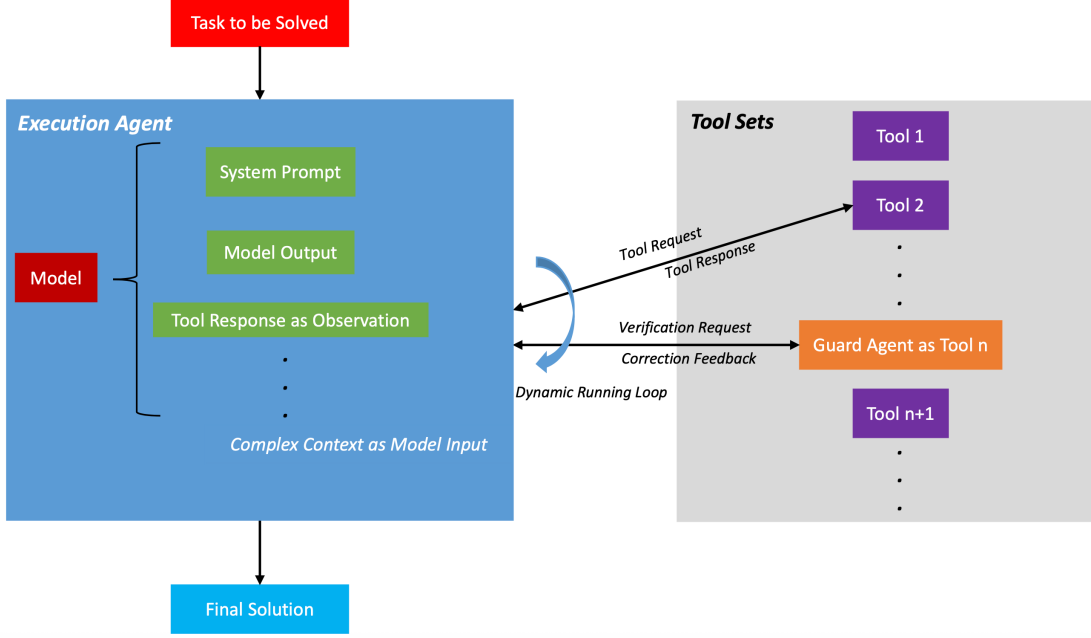 Task to be Solved
Execution Agent
System Prompt
Model Output
Model
Tool Response as Observation
Complex Context as Model Input
Tool Request
Tool Response
Verification Request
Correction Feedback
Dynamic Running Loop
Tool Sets
Tool 1
Tool 2
Guard Agent as Tool n
Tool n+1
Final Solution